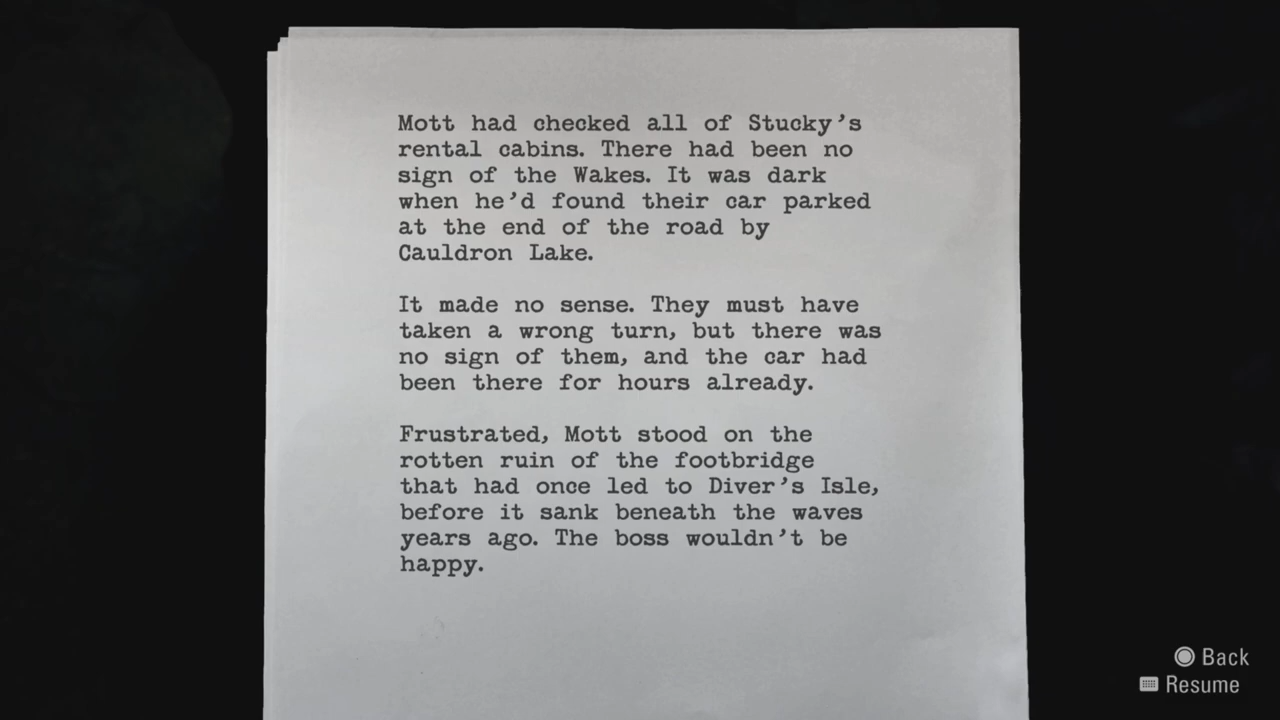 Mott had checked all of Stucky's
rental cabins. There had been no
sign of the Wakes. It was dark
when he'd found their car parked
at the end of the road by
Cauldron Lake.
It made no sense. They must have
taken a wrong turn, but there was
no sign of them, and the car had
been there for hours already.
Frustrated, Mott stood on the
rotten ruin of the footbridge
that had once led to Diver's Isle,
before it sank beneath the waves
years ago. The boss wouldn't be
happy.
Back
Resume